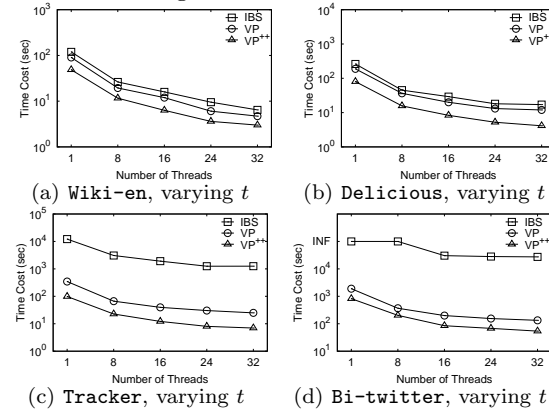 10^3
10^2
10^1
10^0
Time Cost (sec)
IBS
VP
VP^++
1 8 16 24 32
Number of Threads
(a) Wiki-en, varying t
10^4
10^3
10^2
10^1
10^0
Time Cost (sec)
IBS
VP
VP^++
1 8 16 24 32
Number of Threads
(b) Delicious, varying t
10^5
10^4
10^3
10^2
10^1
10^0
Time Cost (sec)
IBS
VP
VP^++
1 8 16 24 32
Number of Threads
(c) Tracker, varying t
INF
10^4
10^3
10^2
10^1
Time Cost (sec)
IBS
VP
VP^++
1 8 16 24 32
Number of Threads
(d) Bi-twitter, varying t